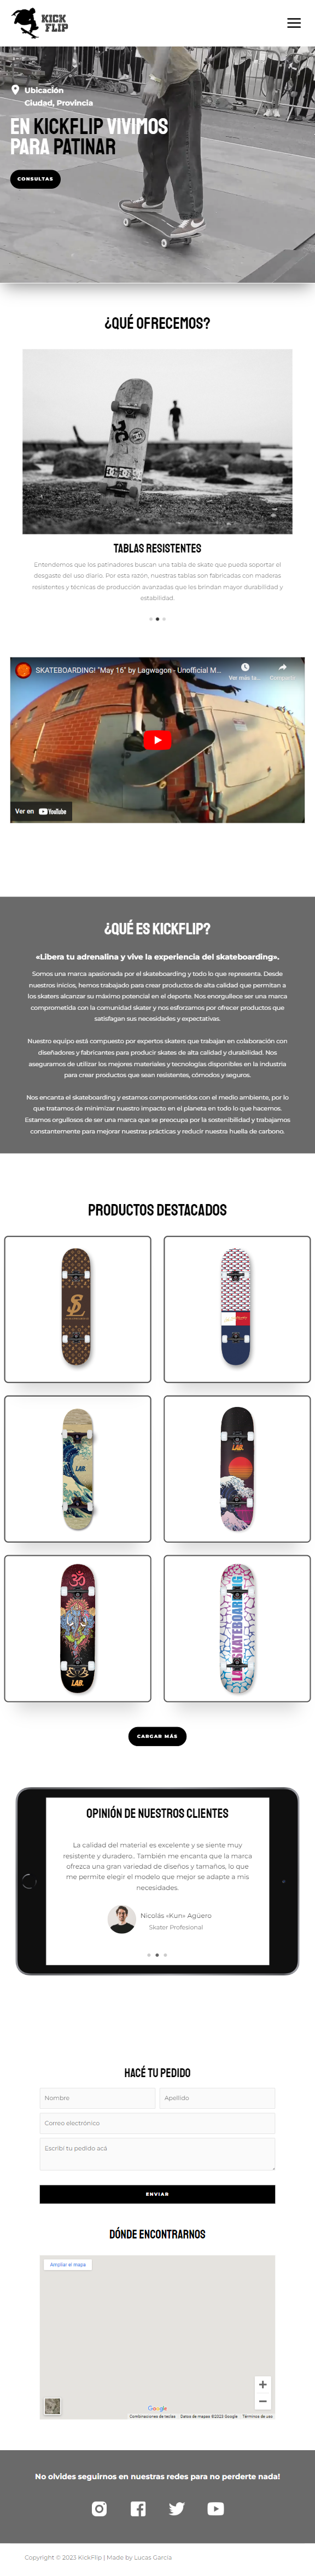 KICK
FLIP
Ubicación
Ciudad, Provincia
EN KICKFLIP VIVIMOS
PARA PATINAR
CONSULTAS
¿QUÉ OFRECEMOS?
TABLAS RESISTENTES
Entendemos que los patinadores buscan una tabla de skate que pueda soportar el
desgaste del uso diario. Por esta razón, nuestras tablas son fabricadas con maderas
resistentes y técnicas de producción avanzadas que les brindan mayor durabilidad y
estabilidad.
SKATEBOARDING! "May 16" by Lagwagon - Unofficial M...
Ver más ta...
Compartir
Ver en YouTube
¿QUÉ ES KICKFLIP?
«Libera tu adrenalina y vive la experiencia del skateboarding».
Somos una marca apasionada por el skateboarding y todo lo que representa. Desde
nuestros inicios, hemos trabajado para crear productos de alta calidad que permitan a
los skaters alcanzar su máximo potencial en el deporte. Nos enorgullece ser una marca
comprometida con la comunidad skater y nos esforzamos por ofrecer productos que
satisfagan sus necesidades y expectativas.
Nuestro equipo está compuesto por expertos skaters que trabajan en colaboración con
diseñadores y fabricantes para producir skates de alta calidad y durabilidad. Nos
aseguramos de utilizar los mejores materiales y tecnologías disponibles en la industria
para crear productos que sean resistentes, cómodos y seguros.
Nos encanta el skateboarding y estamos comprometidos con el medio ambiente, por lo
que tratamos de minimizar nuestro impacto en el planeta en todo lo que hacemos.
Estamos orgullosos de ser una marca que se preocupa por la sostenibilidad y trabajamos
constantemente para mejorar nuestras prácticas y reducir nuestra huella de carbono.
PRODUCTOS DESTACADOS
LAB.
LAB.
LAB.
LAB SKATEBOARDING
CARGAR MÁS
OPINIÓN DE NUESTROS CLIENTES
La calidad del material es excelente y se siente muy
resistente y duradero.. También me encanta que la marca
ofrezca una gran variedad de diseños y tamaños, lo que
me permite elegir el modelo que mejor se adapte a mis
necesidades.
Nicolás «Kun» Agüero
Skater Profesional
HACÉ TU PEDIDO
Nombre
Apellido
Correo electrónico
Escribí tu pedido acá
ENVIAR
DÓNDE ENCONTRARNOS
Ampliar el mapa
Google
Combinaciones de teclas Datos de mapas ©2023 Google Términos de uso
No olvides seguirnos en nuestras redes para no perderte nada!
Copyright © 2023 KickFlip | Made by Lucas García